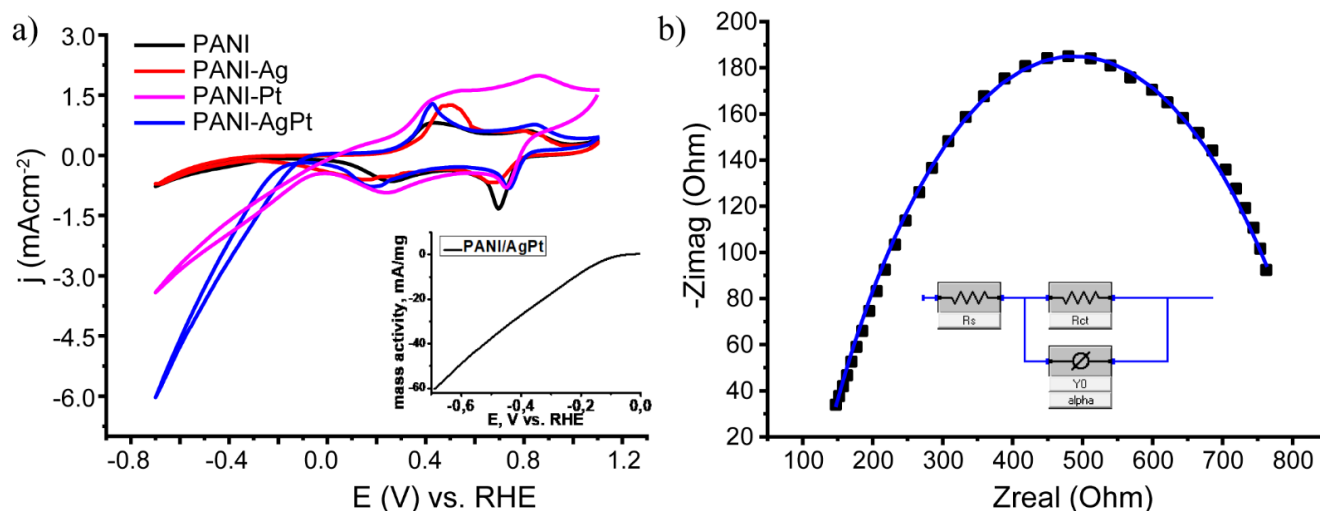 a)
3.0
1.5
0.0
-1.5
-3.0
-4.5
-6.0
j (mAcm⁻²)
PANI
PANI-Ag
PANI-Pt
PANI-AgPt
-0.8 -0.4 0.0 0.4 0.8 1.2
E (V) vs. RHE
PANI/AgPt
0
-20
-40
-60
mass activity, mA/mg
-0,6 -0,4 -0,2 0,0
E, V vs. RHE
b)
200
180
160
140
120
100
80
60
40
20
-Zimag (Ohm)
Rs
Rct
Y0
alpha
100 200 300 400 500 600 700 800
Zreal (Ohm)